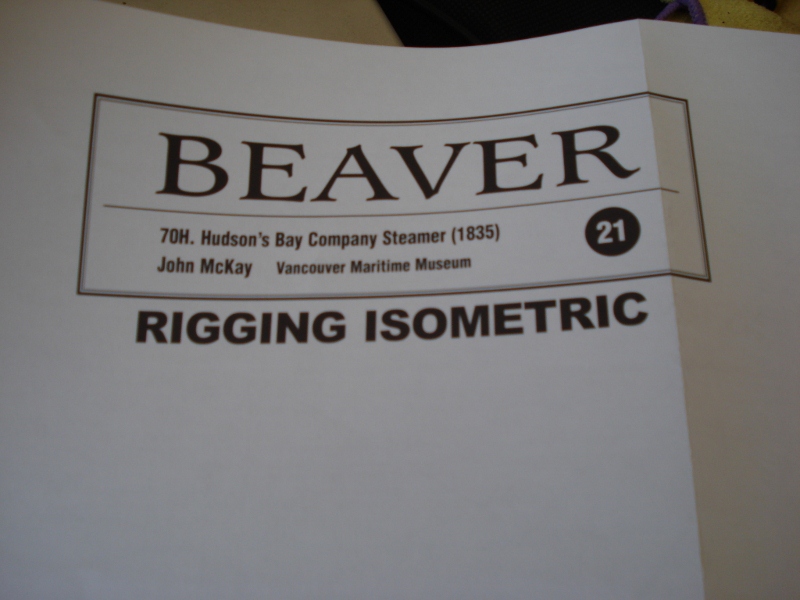 BEAVER
70H. Hudson's Bay Company Steamer (1835)
21
John McKay Vancouver Maritime Museum
RIGGING ISOMETRIC